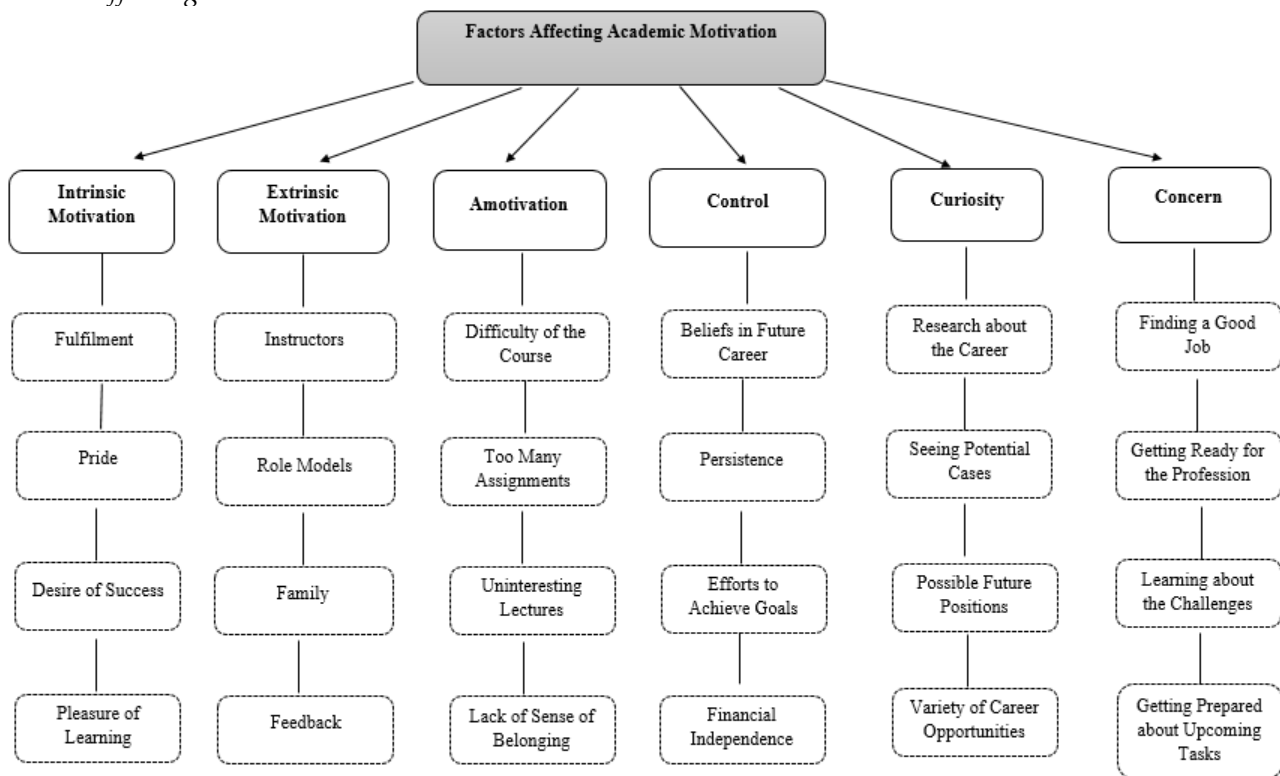 Factors Affecting Academic Motivation
Intrinsic
Motivation
Extrinsic
Motivation
Amotivation
Control
Curiosity
Concern
Fulfilment
Instructors
Difficulty of the
Course
Beliefs in Future
Career
Research about
the Career
Finding a Good
Job
Pride
Role Models
Too Many
Assignments
Persistence
Seeing Potential
Cases
Getting Ready for
the Profession
Desire of Success
Family
Uninteresting
Lectures
Efforts to
Achieve Goals
Possible Future
Positions
Learning about
the Challenges
Pleasure of
Learning
Feedback
Lack of Sense of
Belonging
Financial
Independence
Variety of Career
Opportunities
Getting Prepared
about Upcoming
Tasks